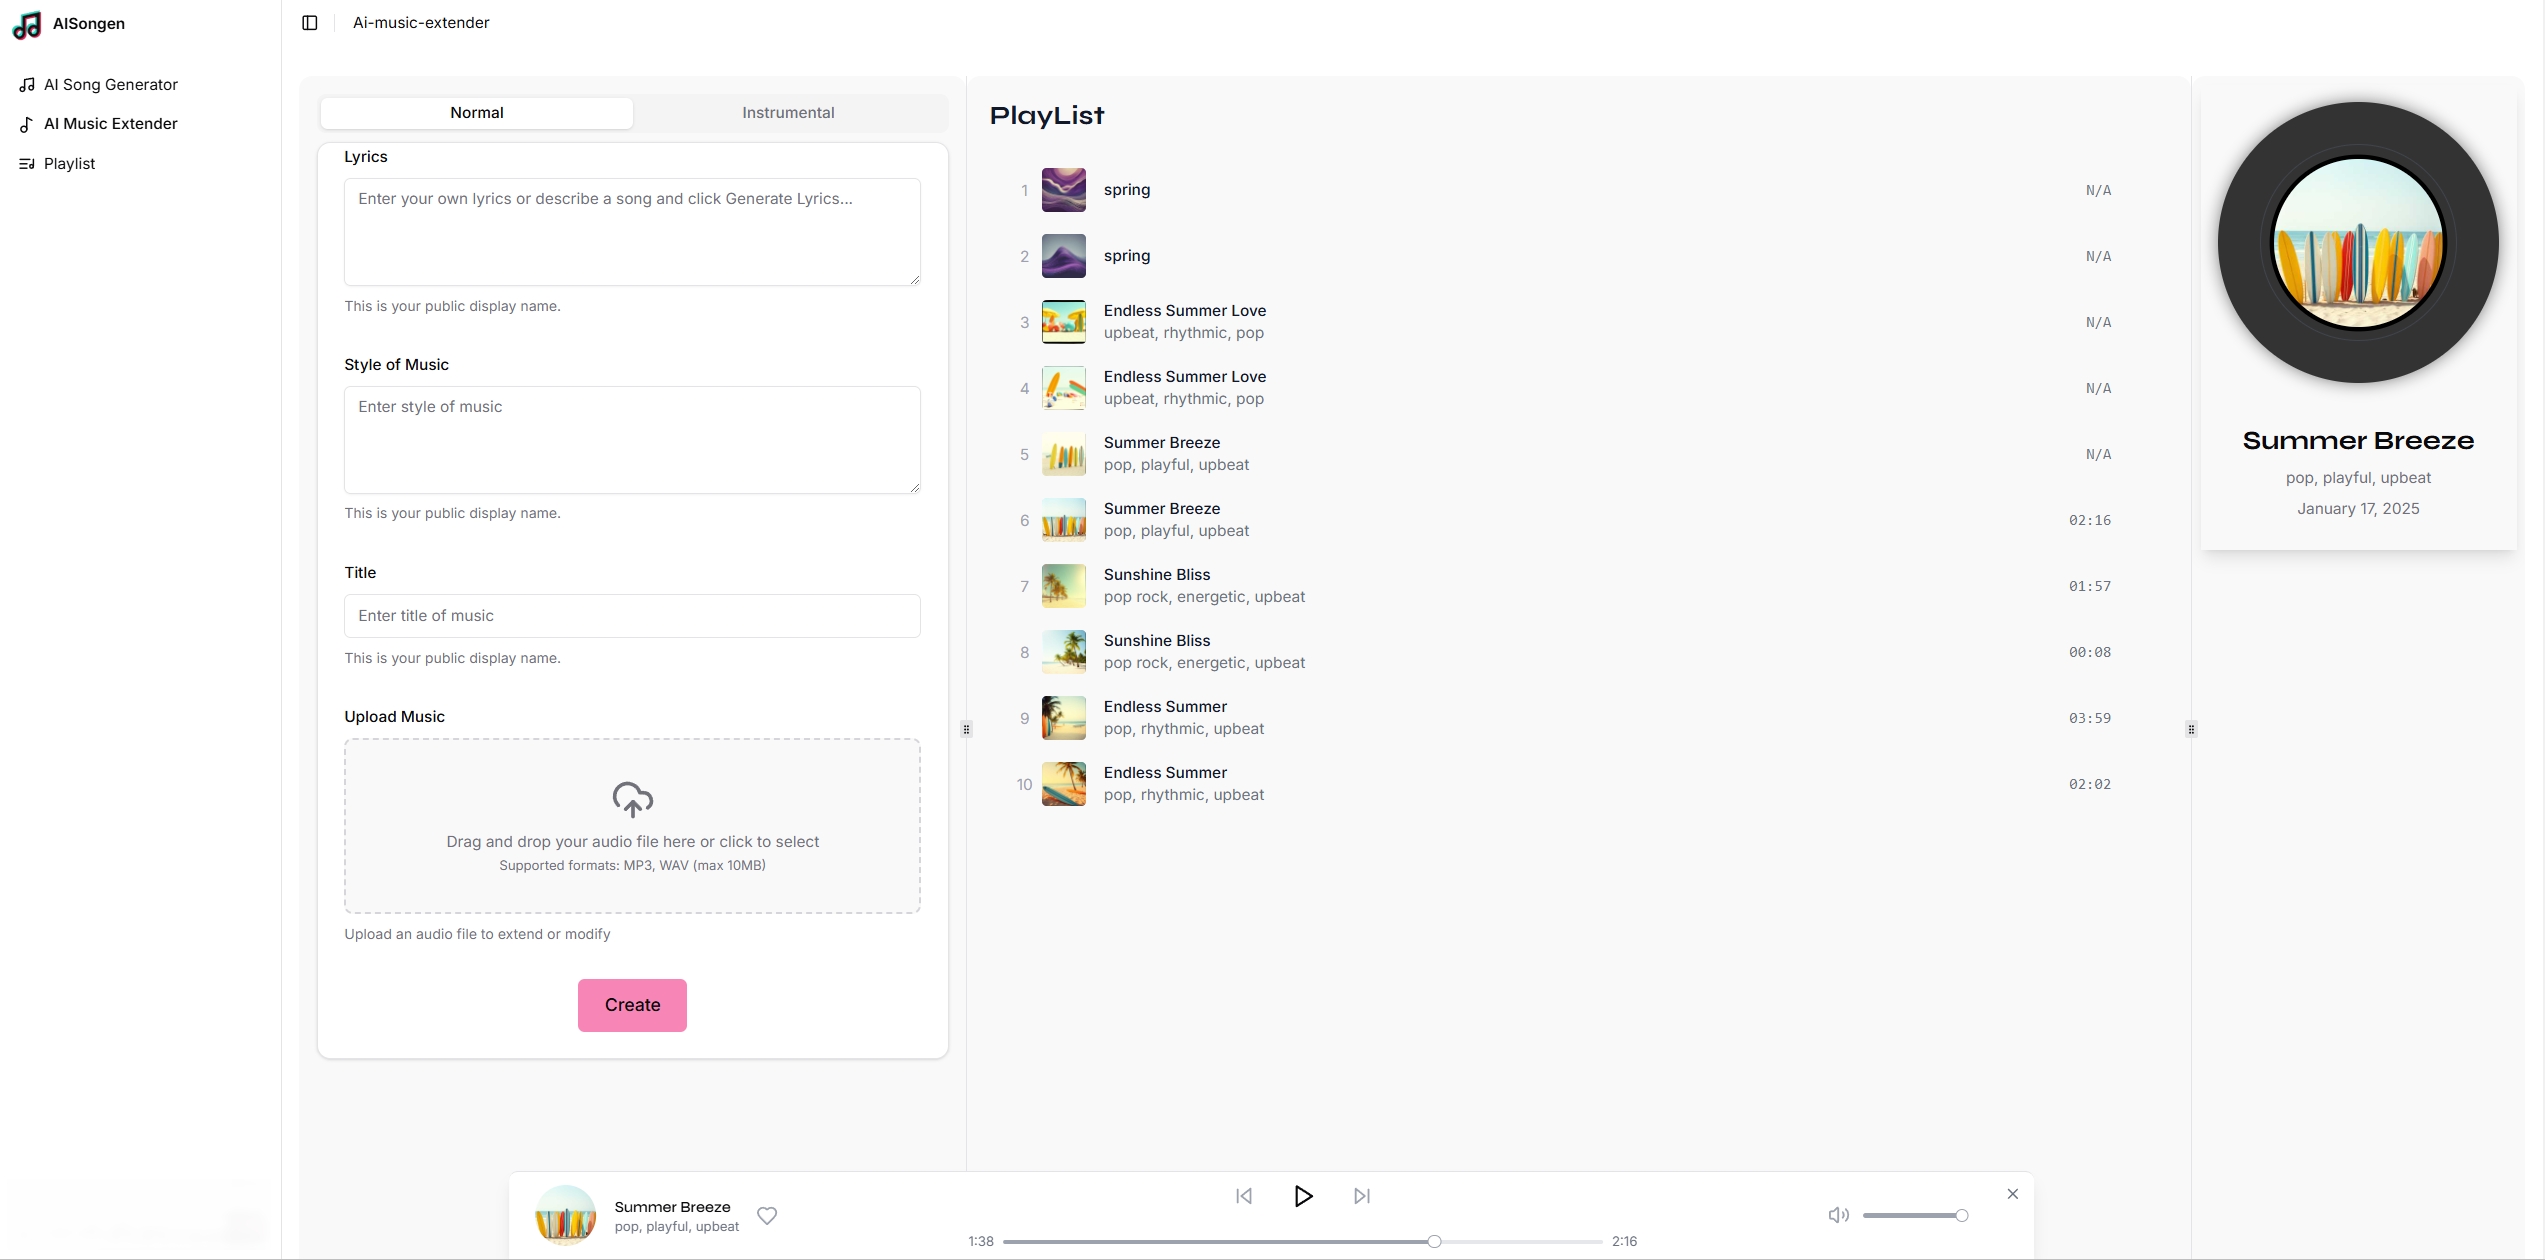 AISongen
AI Song Generator
AI Music Extender
Playlist
Ai-music-extender
Normal
Instrumental
Lyrics
Enter your own lyrics or describe a song and click Generate Lyrics...
This is your public display name.
Style of Music
Enter style of music
This is your public display name.
Title
Enter title of music
This is your public display name.
Upload Music
Drag and drop your audio file here or click to select
Supported formats: MP3, WAV (max 10MB)
Upload an audio file to extend or modify
Create
PlayList
1 spring N/A
2 spring N/A
3 Endless Summer Love N/A
upbeat, rhythmic, pop
4 Endless Summer Love N/A
upbeat, rhythmic, pop
5 Summer Breeze N/A
pop, playful, upbeat
6 Summer Breeze 02:16
pop, playful, upbeat
7 Sunshine Bliss 01:57
pop rock, energetic, upbeat
8 Sunshine Bliss 00:08
pop rock, energetic, upbeat
9 Endless Summer 03:59
pop, rhythmic, upbeat
10 Endless Summer 02:02
pop, rhythmic, upbeat
Summer Breeze
pop, playful, upbeat
January 17, 2025
Summer Breeze
pop, playful, upbeat
1:38
2:16